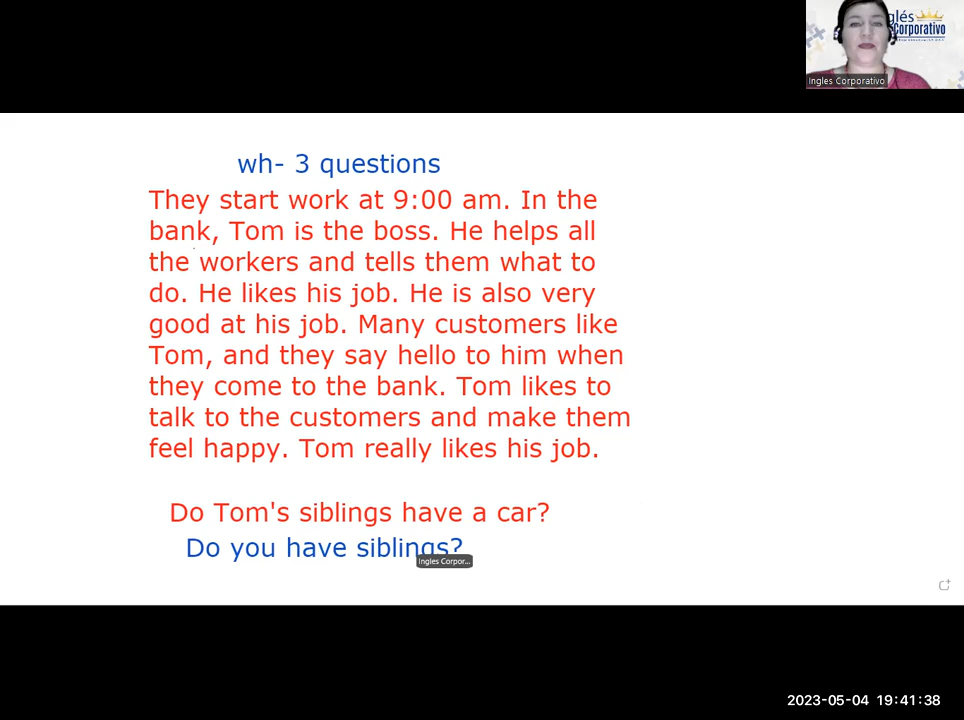 glés
Corporativo
Ingles Corporativo
wh- 3 questions
They start work at 9:00 am. In the
bank, Tom is the boss. He helps all
the workers and tells them what to
do. He likes his job. He is also very
good at his job. Many customers like
Tom, and they say hello to him when
they come to the bank. Tom likes to
talk to the customers and make them
feel happy. Tom really likes his job.
Do Tom's siblings have a car?
Do you have siblings?
Ingles Corpor...
2023-05-04 19:41:38